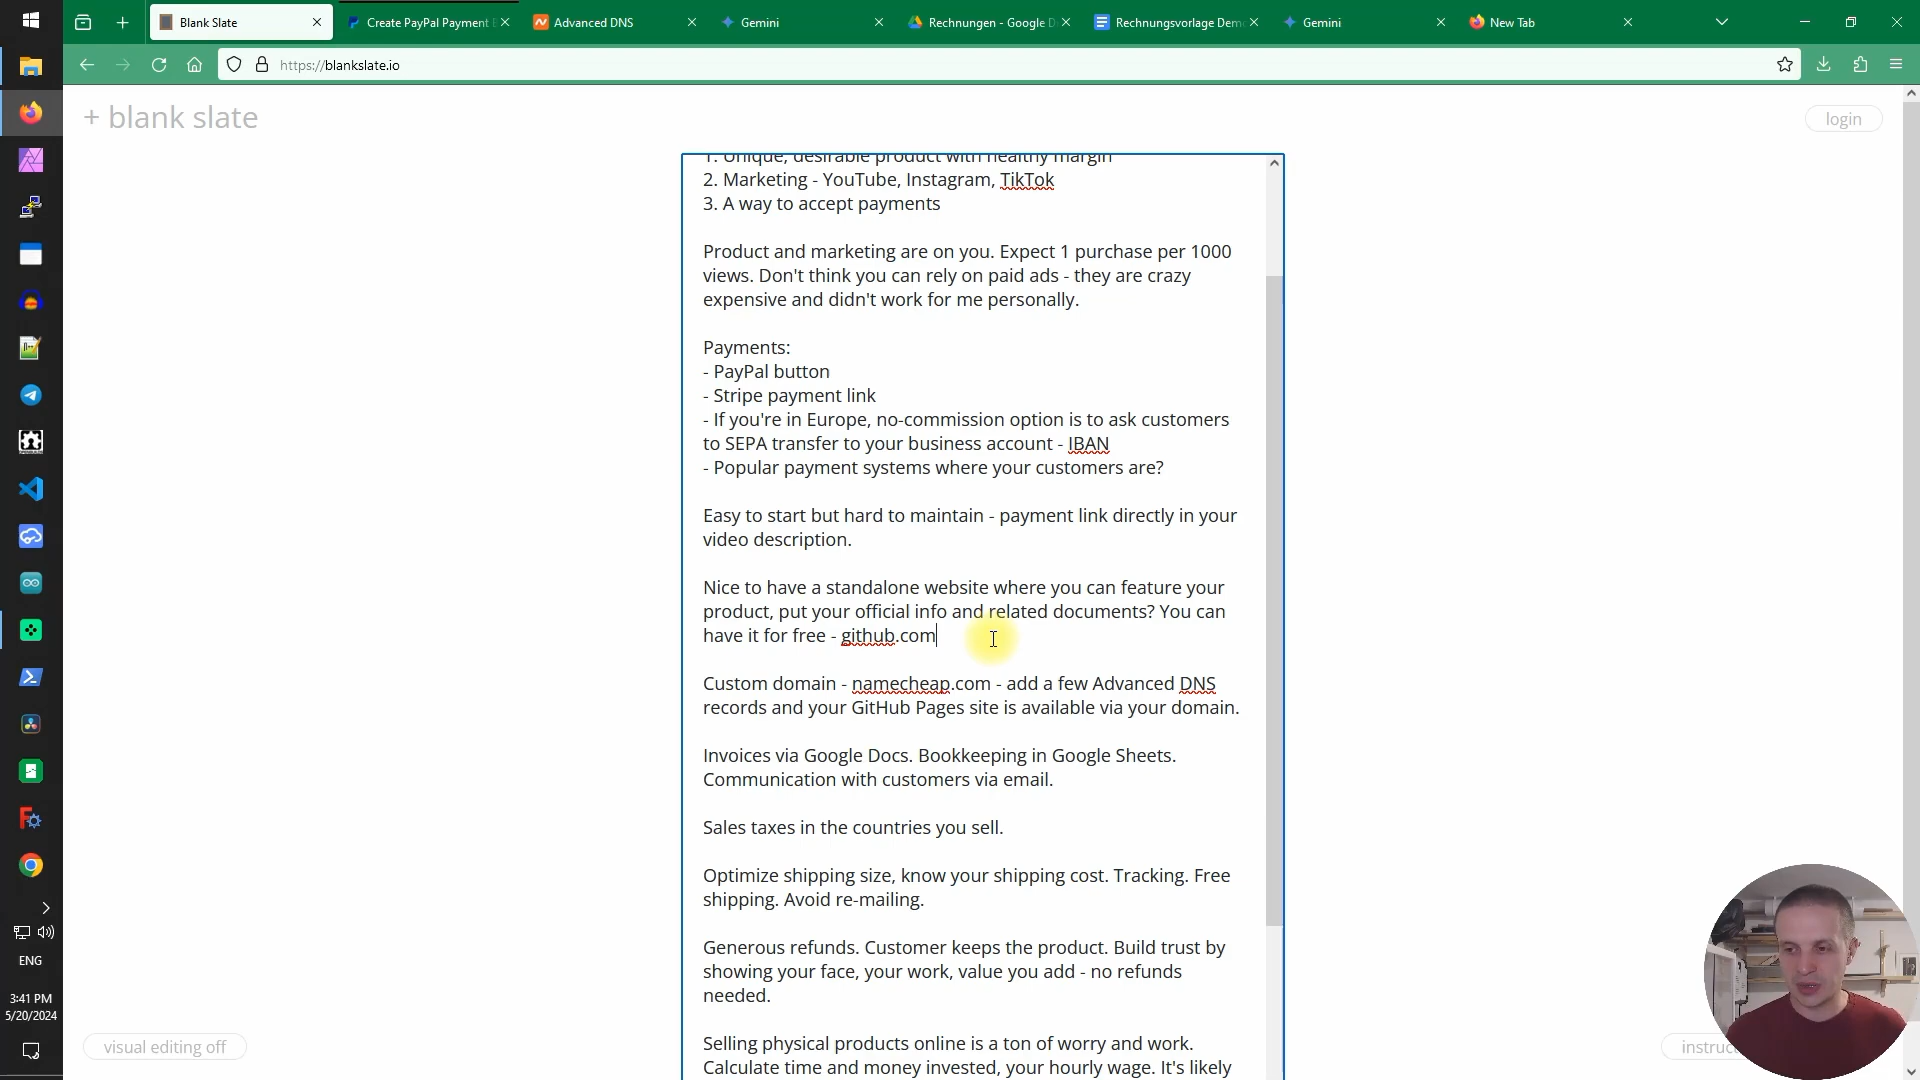 Blank Slate
Create PayPal Payment
Advanced DNS
Gemini
Rechnungen - Google D
Rechnungsvorlage Dem
Gemini
New Tab
https://blankslate.io
+ blank slate
login
1. Unique, desirable product with healthy margin
2. Marketing - YouTube, Instagram, TikTok
3. A way to accept payments
Product and marketing are on you. Expect 1 purchase per 1000
views. Don't think you can rely on paid ads - they are crazy
expensive and didn't work for me personally.
Payments:
- PayPal button
- Stripe payment link
- If you're in Europe, no-commission option is to ask customers
to SEPA transfer to your business account - IBAN
- Popular payment systems where your customers are?
Easy to start but hard to maintain - payment link directly in your
video description.
Nice to have a standalone website where you can feature your
product, put your official info and related documents? You can
have it for free - github.com
Custom domain - namecheap.com - add a few Advanced DNS
records and your GitHub Pages site is available via your domain.
Invoices via Google Docs. Bookkeeping in Google Sheets.
Communication with customers via email.
Sales taxes in the countries you sell.
Optimize shipping size, know your shipping cost. Tracking. Free
shipping. Avoid re-mailing.
Generous refunds. Customer keeps the product. Build trust by
showing your face, your work, value you add - no refunds
needed.
Selling physical products online is a ton of worry and work.
Calculate time and money invested, your hourly wage. It's likely
visual editing off
instruc
ENG
3:41 PM
5/20/2024